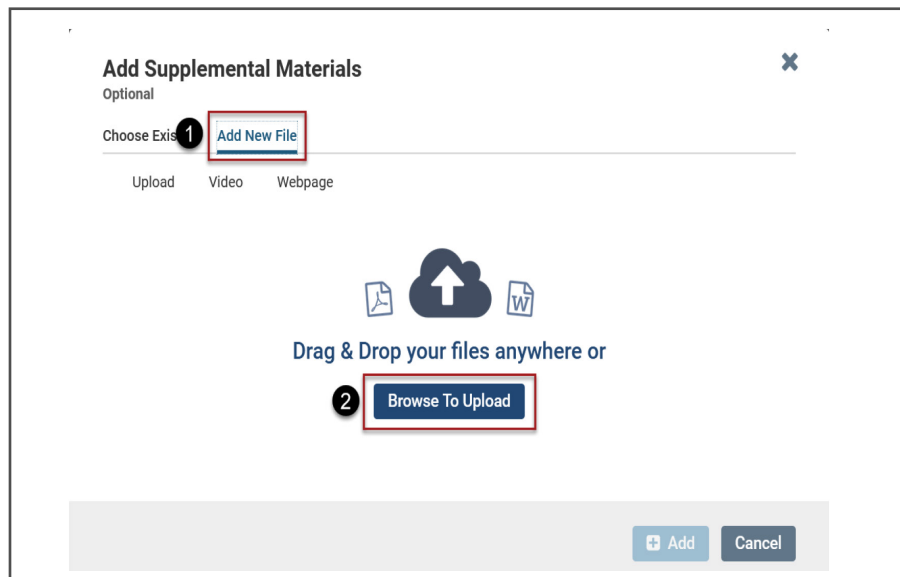 Add Supplemental Materials
Optional
Choose Exis 1 Add New File
Upload Video Webpage
W
Drag & Drop your files anywhere or
2 Browse To Upload
Add Cancel